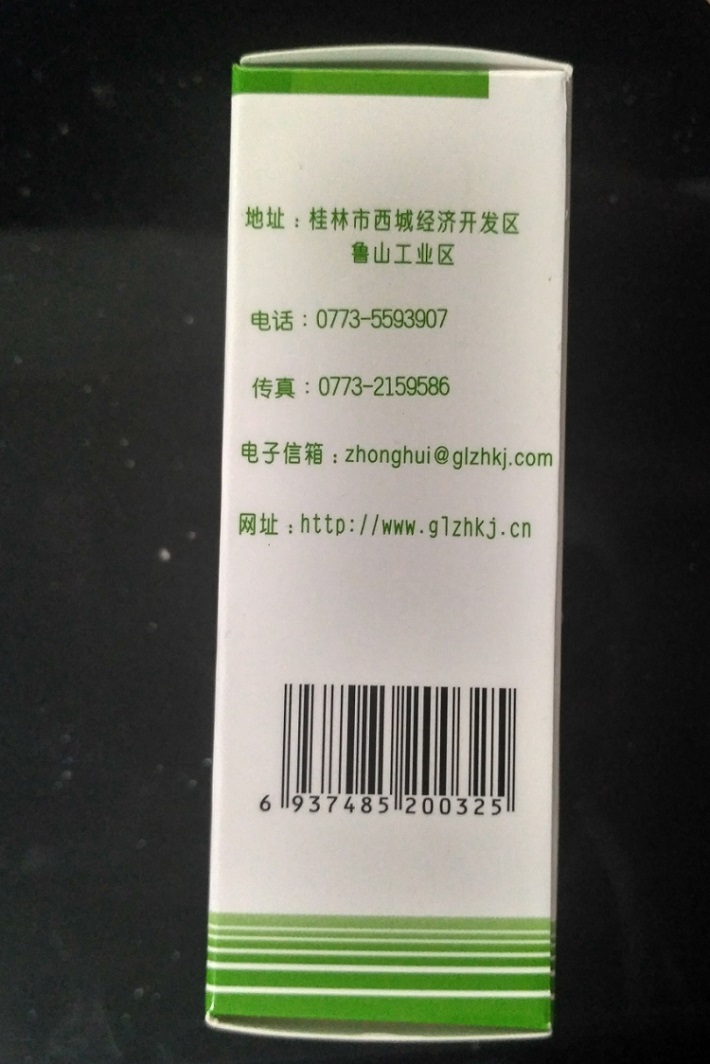 地址：桂林市西城经济开发区
鲁山工业区
电话：0773-5593907
传真：0773-2159586
电子信箱：zhonghui@glzhkj.com
网址：http://www.glzhkj.cn
6 937485 200325